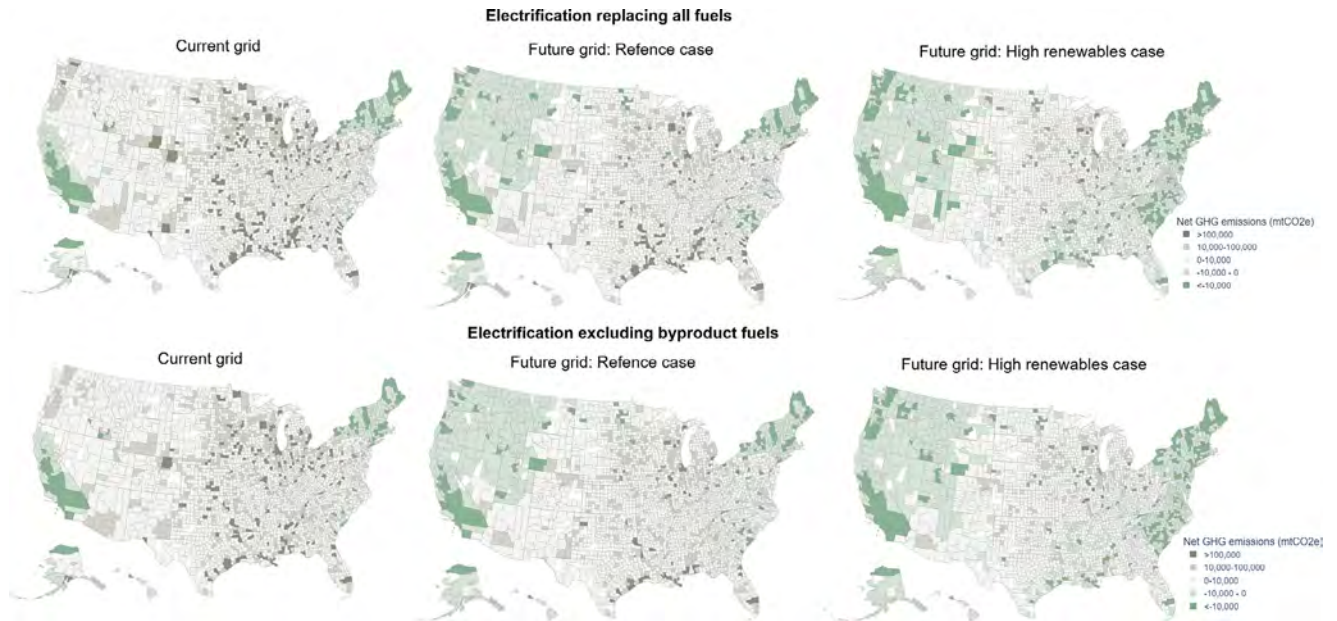 Electrification replacing all fuels
Current grid
Future grid: Refence case
Future grid: High renewables case
Net GHG emissions (mtCO2e)
>100,000
10,000-100,000
0-10,000
-10,000 - 0
<-10,000
Electrification excluding byproduct fuels
Current grid
Future grid: Refence case
Future grid: High renewables case
Net GHG emissions (mtCO2e)
>100,000
10,000-100,000
0-10,000
-10,000 - 0
<-10,000